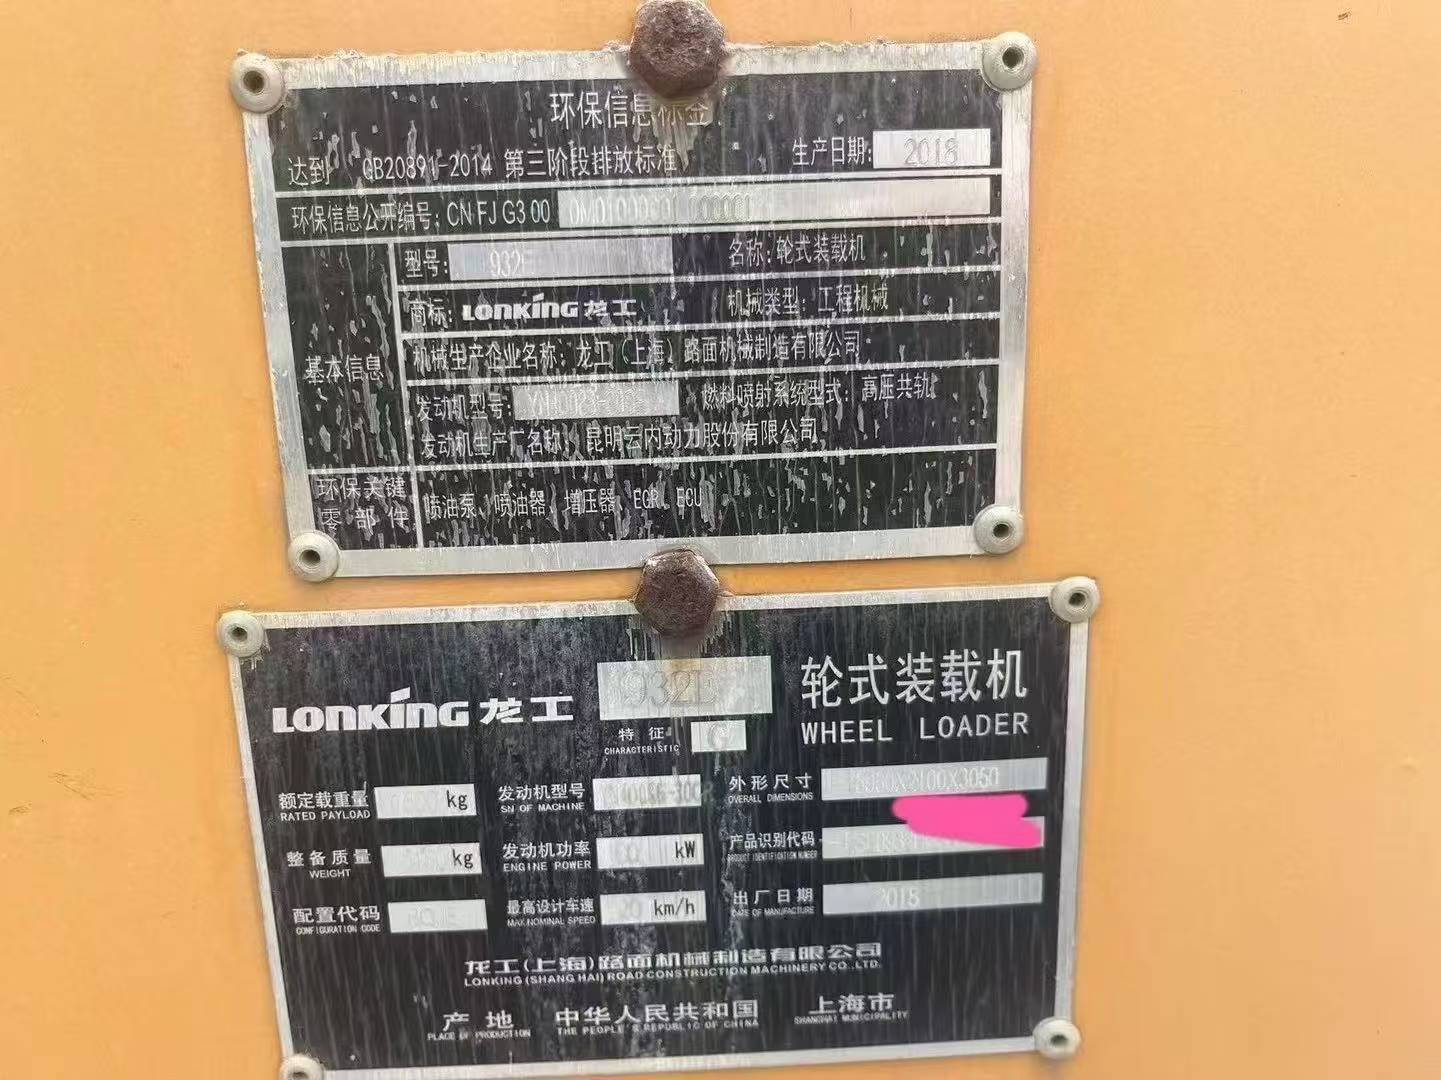 环保信息标签
达到 GB20891-2014 第三阶段排放标准 生产日期: 2018
环保信息公开编号: CN FJ G3 00
型号: 932E 名称: 轮式装载机
商标: LONKING 龙工 机械类型: 工程机械
基本信息
机械生产企业名称: 龙工(上海)路面机械制造有限公司
发动机型号: 燃料喷射系统型式: 高压共轨
发动机生产厂名称: 昆明云内动力股份有限公司
环保关键零部件 喷油泵、喷油器、增压器、EGR、ECU
LONKING 龙工 932E 轮式装载机
特征 G WHEEL LOADER
CHARACTERISTIC
额定载重量 kg 发动机型号 外形尺寸
RATED PAYLOAD SN OF MACHINE OVERALL DIMENSIONS
整备质量 kg 发动机功率 kW 产品识别代码
WEIGHT ENGINE POWER PRODUCT IDENTIFICATION NUMBER
配置代码 最高设计车速 km/h 出厂日期 2018
CONFIGURATION CODE MAX.NOMINAL SPEED DATE OF MANUFACTURE
龙工(上海)路面机械制造有限公司
LONKING (SHANG HAI) ROAD CONSTRUCTION MACHINERY CO.,LTD.
产地 中华人民共和国 上海市
PLACE OF PRODUCTION THE PEOPLE'S REPUBLIC OF CHINA SHANGHAI MUNICIPALITY